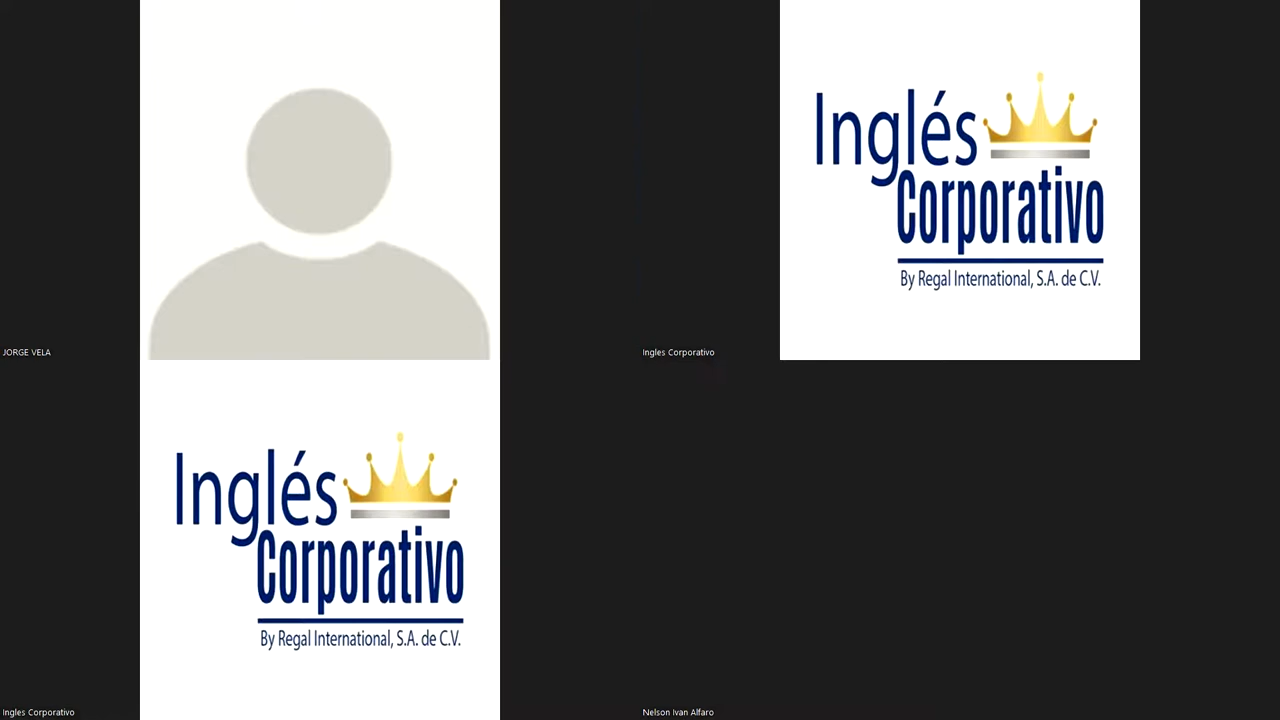 Inglés
Corporativo
By Regal International, S.A. de C.V.
JORGE VELA
Ingles Corporativo
Inglés
Corporativo
By Regal International, S.A. de C.V.
Ingles Corporativo
Nelson Ivan Alfaro